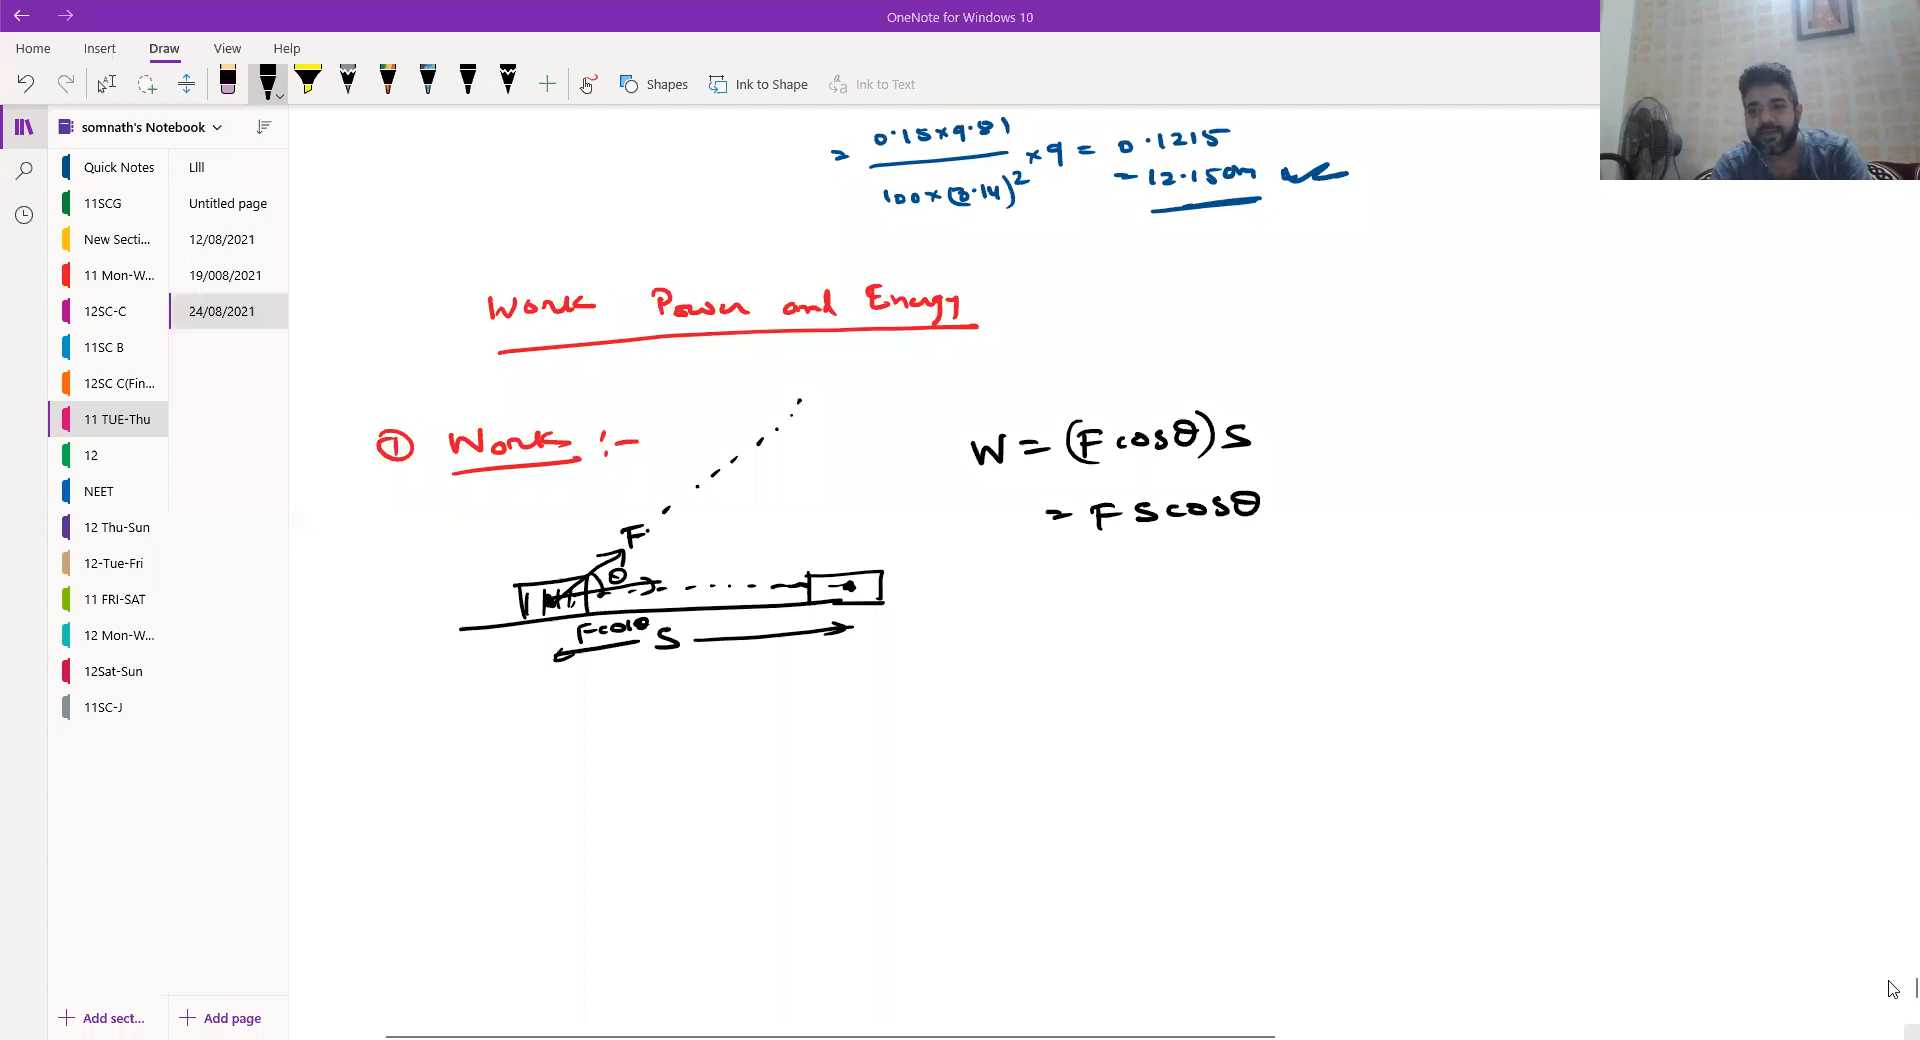 OneNote for Windows 10
Home Insert Draw View Help
Shapes Ink to Shape Ink to Text
somnath's Notebook
Quick Notes
11SCG
New Secti...
11 Mon-W...
12SC-C
11SC B
12SC C(Fin...
11 TUE-Thu
12
NEET
12 Thu-Sun
12-Tue-Fri
11 FRI-SAT
12 Mon-W...
12Sat-Sun
11SC-J
Add sect...
Llll
Untitled page
12/08/2021
19/008/2021
24/08/2021
Add page
= 0.15×9.81 / 100×(3.14)² × 9 = 0.1215
= 12.15cm
Work Power and Energy
① Work :-
F
θ
Fcosθ
S
W = (F cosθ) S
= F S cosθ